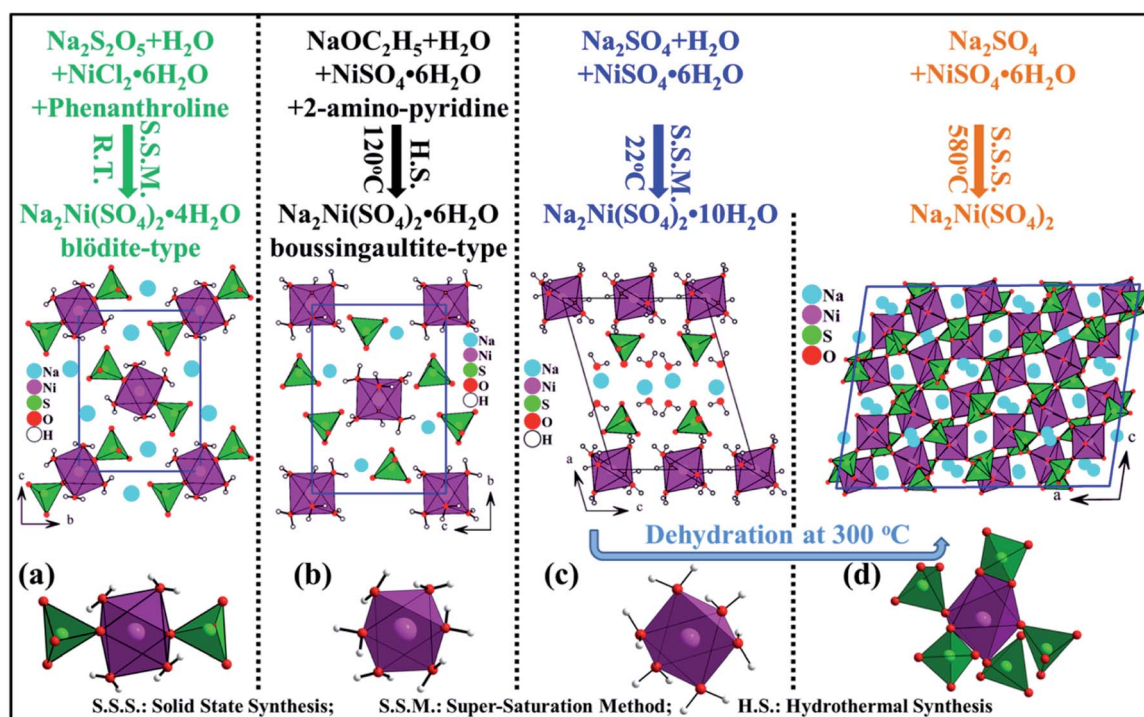 Na₂S₂O₅+H₂O
+NiCl₂•6H₂O
+Phenanthroline
S.S.M.
R.T.
Na₂Ni(SO₄)₂•4H₂O
blödite-type
Na
Ni
S
O
H
c
b
(a)
NaOC₂H₅+H₂O
+NiSO₄•6H₂O
+2-amino-pyridine
H.S.
120°C
Na₂Ni(SO₄)₂•6H₂O
boussingaultite-type
Na
Ni
S
O
H
b
c
(b)
Na₂SO₄+H₂O
+NiSO₄•6H₂O
S.S.M.
22°C
Na₂Ni(SO₄)₂•10H₂O
Na
Ni
S
O
H
a
c
(c)
Na₂SO₄
+NiSO₄•6H₂O
S.S.S.
580°C
Na₂Ni(SO₄)₂
Na
Ni
S
O
c
a
Dehydration at 300 °C
(d)
S.S.S.: Solid State Synthesis; S.S.M.: Super-Saturation Method; H.S.: Hydrothermal Synthesis